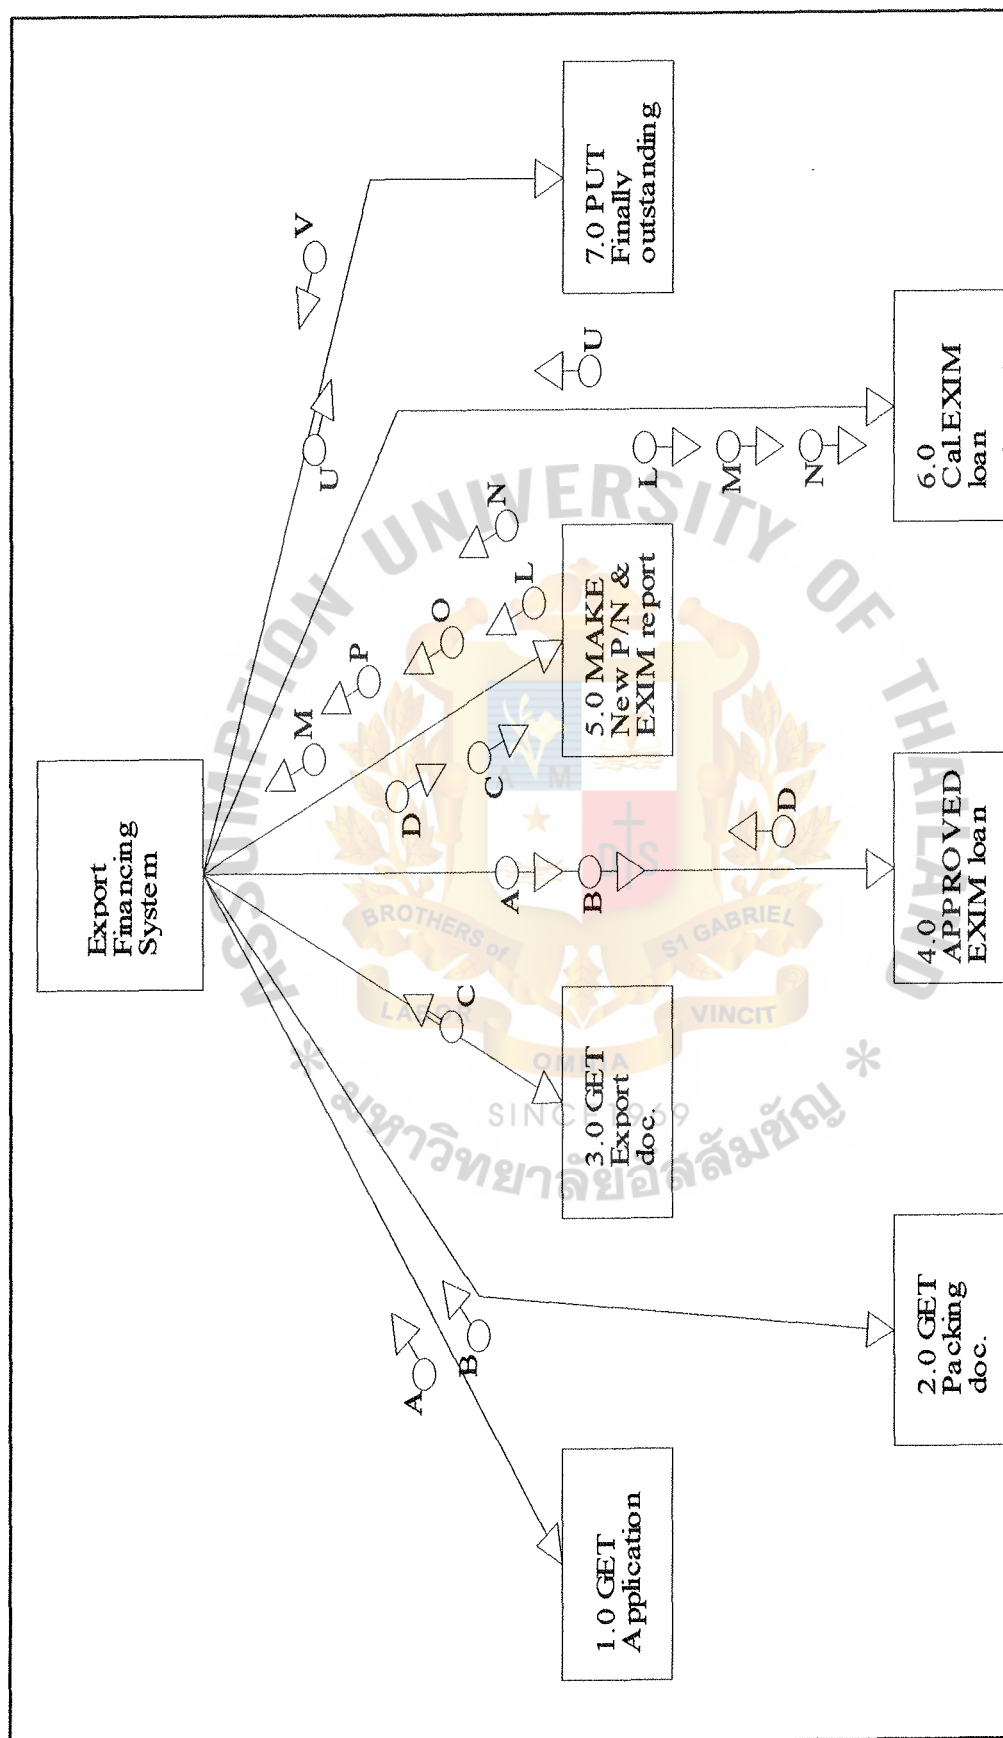 Export
Financing
System
A
B
C
A
B
D
D
C
M
P
O
L
N
L
M
N
U
U
V
1.0 GET
Application
2.0 GET
Packing
doc.
3.0 GET
Export
doc.
4.0
APPROVED
EXIM loan
5.0 MAKE
New P/N &
EXIM report
6.0
Cal EXIM
loan
7.0 PUT
Finally
outstanding
ASSUMPTION UNIVERSITY OF THAILAND
A M
D S
BROTHERS of
S1 GABRIEL
LABOR
OMNIA
VINCIT
SINCE 1969
* มหาวิทยาลัยอัสสัมชัญ *